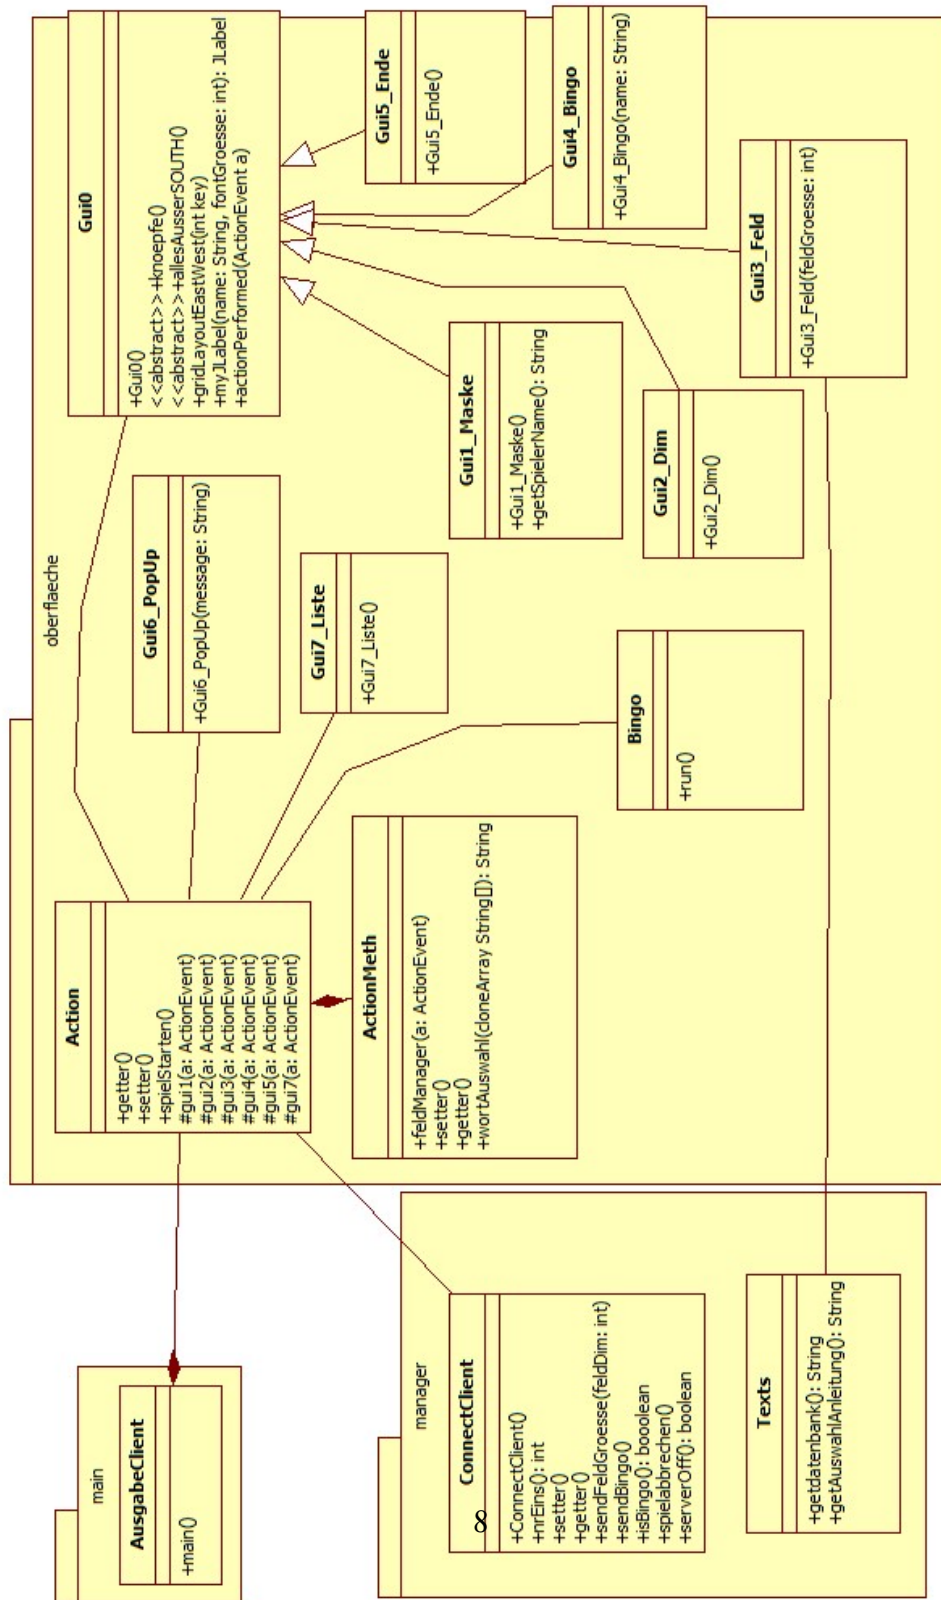 main
AusgabeClient
+main()
manager
ConnectClient
+ConnectClient()
+nrEins(): int
+setter()
+getter()
+sendFeldGroesse(feldDim: int)
+sendBingo()
+isBingo(): booolean
+spielabbrechen()
+serverOff(): boolean
Texts
+getdatenbank(): String
+getAuswahlAnleitung(): String
oberflaeche
Action
+getter()
+setter()
+spielStarten()
#gui1(a: ActionEvent)
#gui2(a: ActionEvent)
#gui3(a: ActionEvent)
#gui4(a: ActionEvent)
#gui5(a: ActionEvent)
#gui7(a: ActionEvent)
ActionMeth
+feldManager(a: ActionEvent)
+setter()
+getter()
+wortAuswahl(cloneArray String[]): String
Gui6_PopUp
+Gui6_PopUp(message: String)
Gui7_Liste
+Gui7_Liste()
Bingo
+run()
Gui0
+Gui0()
<<abstract>>+knoepfe()
<<abstract>>+allesAusserSOUTH()
+gridLayoutEastWest(int key)
+myJLabel(name: String, fontGroesse: int): JLabel
+actionPerformed(ActionEvent a)
Gui1_Maske
+Gui1_Maske()
+getSpielerName(): String
Gui2_Dim
+Gui2_Dim()
Gui5_Ende
+Gui5_Ende()
Gui4_Bingo
+Gui4_Bingo(name: String)
Gui3_Feld
+Gui3_Feld(feldGroesse: int)
8